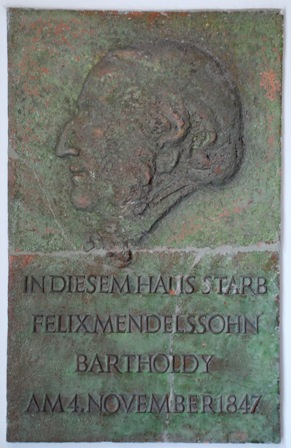 IN DIESEM HAUS STARB
FELIX MENDELSSOHN
BARTHOLDY
AM 4. NOVEMBER 1847